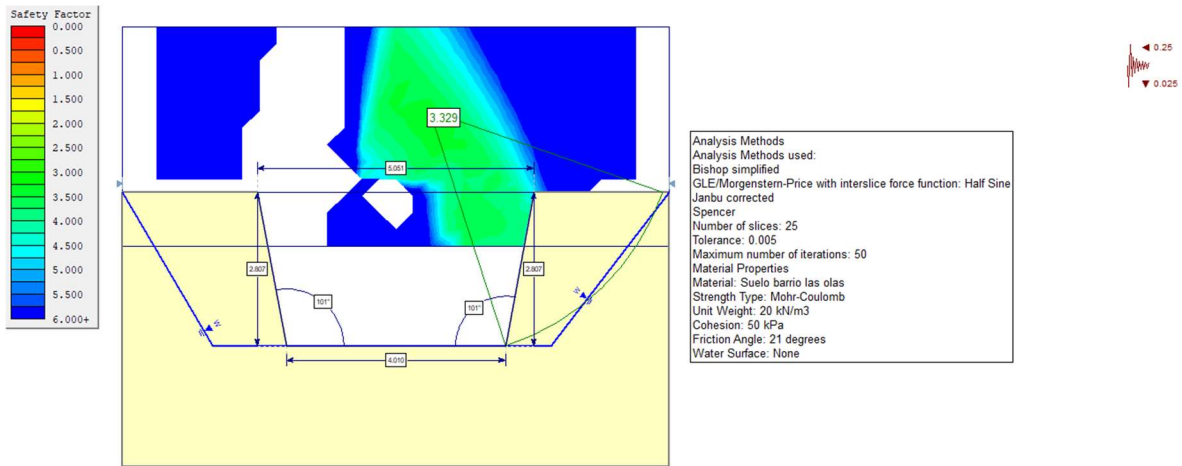 Safety Factor
0.000
0.500
1.000
1.500
2.000
2.500
3.000
3.500
4.000
4.500
5.000
5.500
6.000+
3.329
5.051
2.807
2.807
101°
101°
4.010
W
W
0.25
0.025
Analysis Methods
Analysis Methods used:
Bishop simplified
GLE/Morgenstern-Price with interslice force function: Half Sine
Janbu corrected
Spencer
Number of slices: 25
Tolerance: 0.005
Maximum number of iterations: 50
Material Properties
Material: Suelo barrio las olas
Strength Type: Mohr-Coulomb
Unit Weight: 20 kN/m3
Cohesion: 50 kPa
Friction Angle: 21 degrees
Water Surface: None